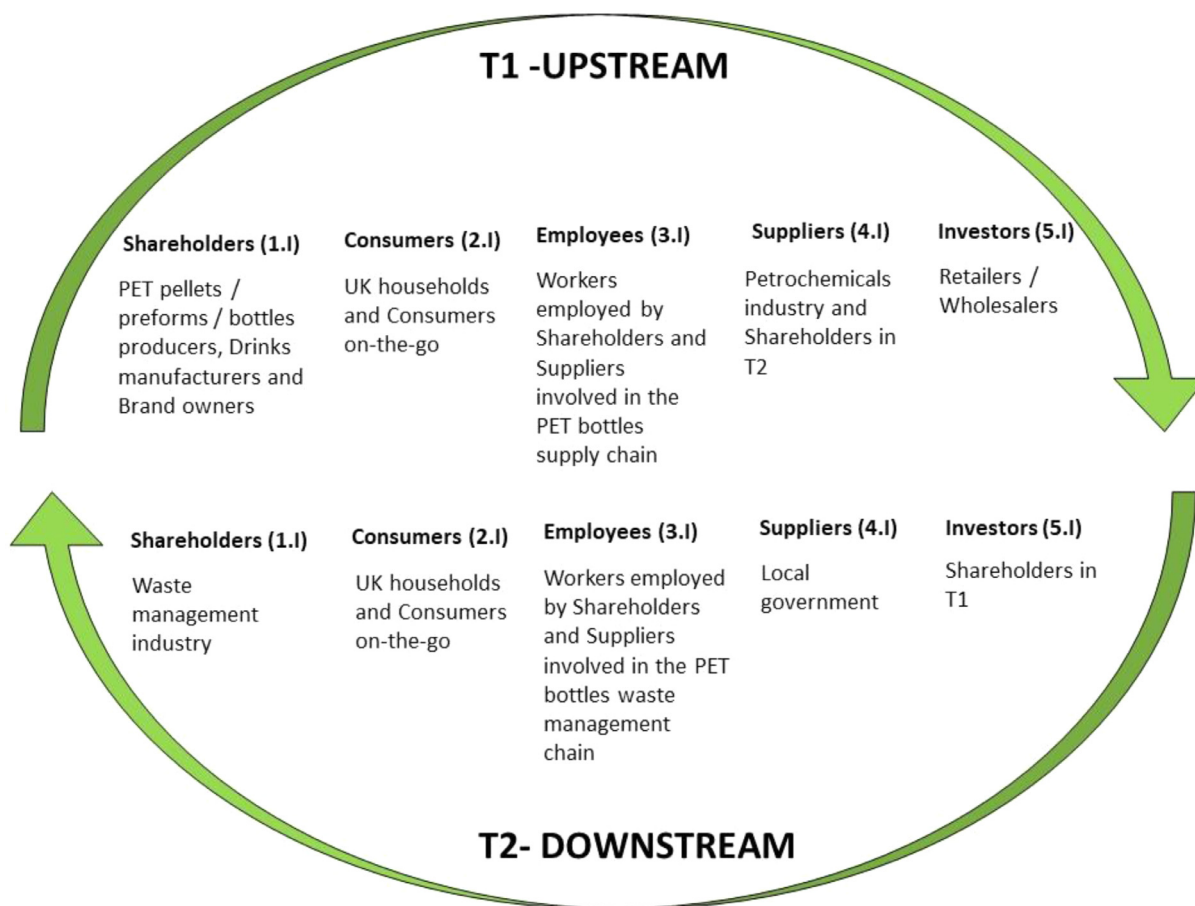 T1 -UPSTREAM
Shareholders (1.I)
PET pellets /
preforms / bottles
producers, Drinks
manufacturers and
Brand owners
Consumers (2.I)
UK households
and Consumers
on-the-go
Employees (3.I)
Workers
employed by
Shareholders and
Suppliers
involved in the
PET bottles
supply chain
Suppliers (4.I)
Petrochemicals
industry and
Shareholders in
T2
Investors (5.I)
Retailers /
Wholesalers
Shareholders (1.I)
Waste
management
industry
Consumers (2.I)
UK households
and Consumers
on-the-go
Employees (3.I)
Workers employed
by Shareholders
and Suppliers
involved in the PET
bottles waste
management
chain
Suppliers (4.I)
Local
government
Investors (5.I)
Shareholders in
T1
T2- DOWNSTREAM